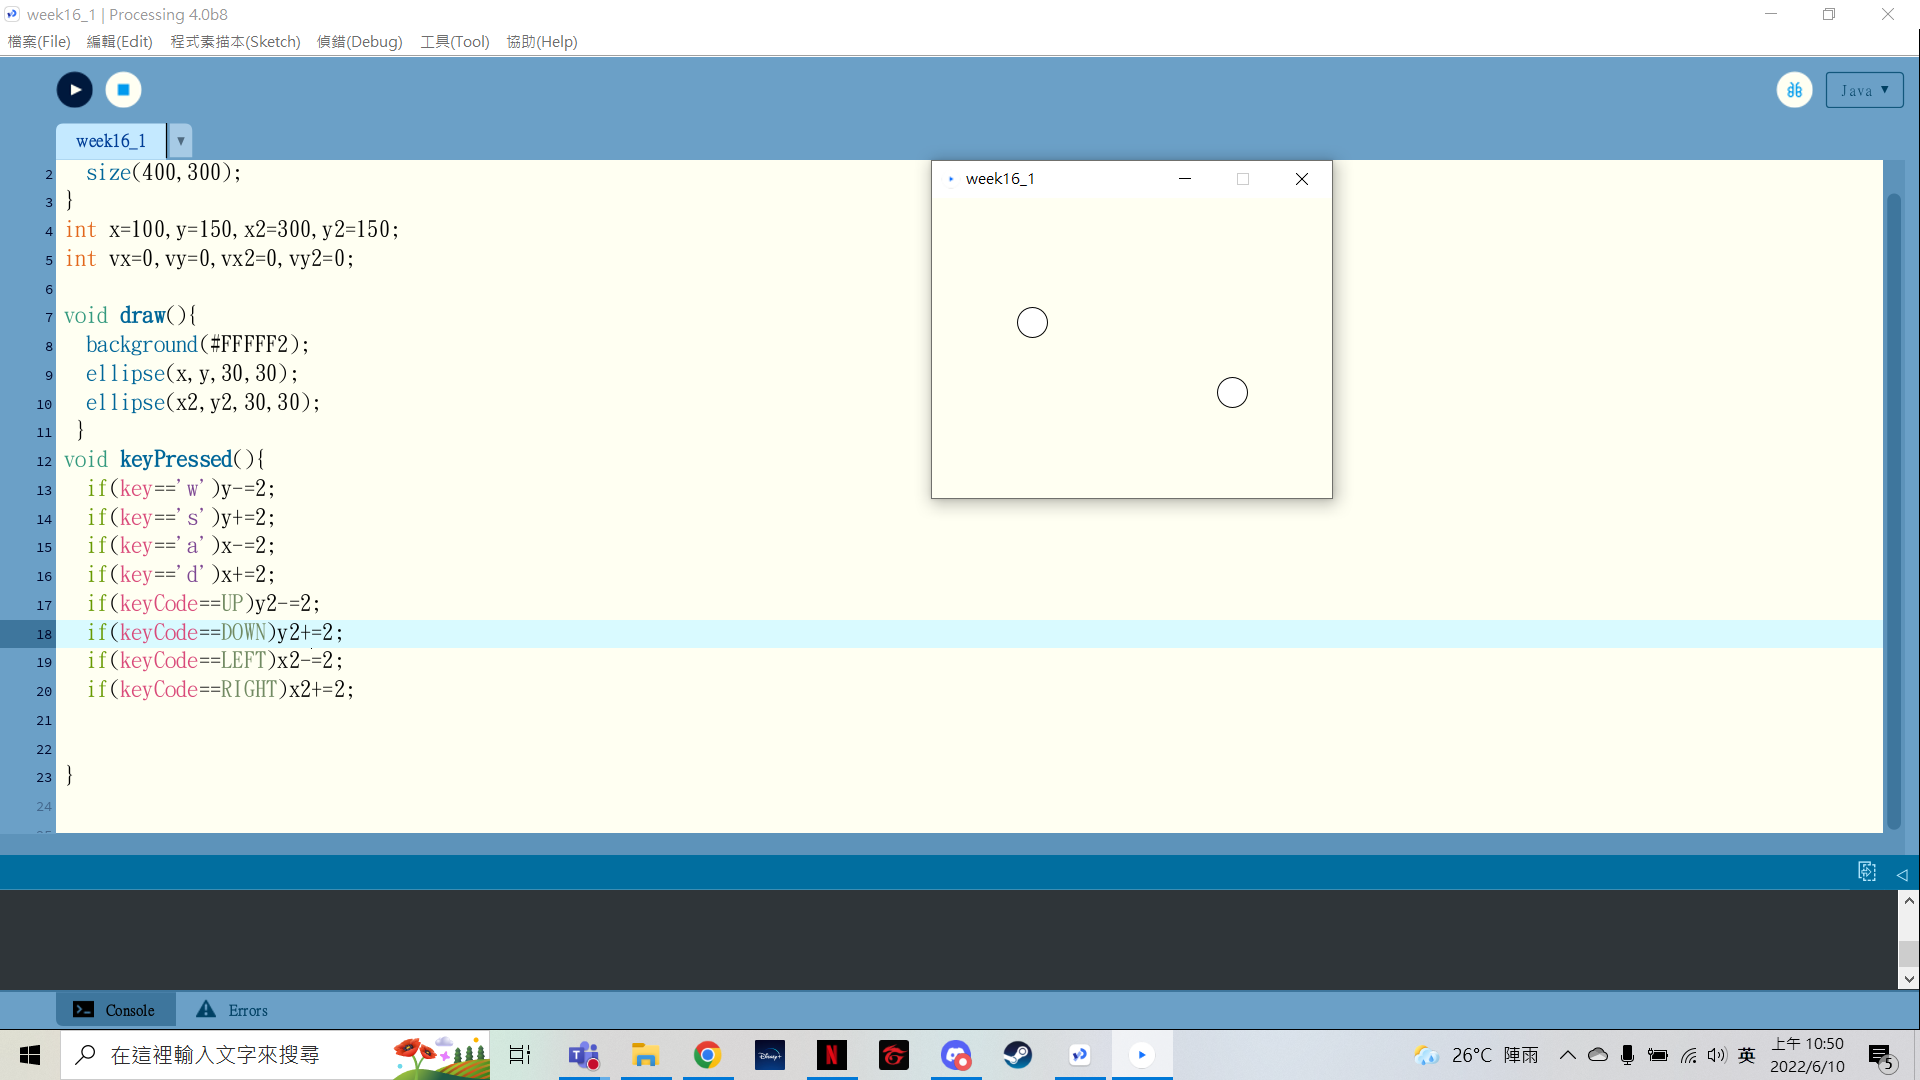 week16_1 | Processing 4.0b8
檔案(File) 編輯(Edit) 程式素描本(Sketch) 偵錯(Debug) 工具(Tool) 協助(Help)
Java ▼
week16_1 ▼
2 size(400,300);
3 }
4 int x=100,y=150,x2=300,y2=150;
5 int vx=0,vy=0,vx2=0,vy2=0;
6
7 void draw(){
8 background(#FFFFF2);
9 ellipse(x,y,30,30);
10 ellipse(x2,y2,30,30);
11 }
12 void keyPressed(){
13 if(key=='w')y-=2;
14 if(key=='s')y+=2;
15 if(key=='a')x-=2;
16 if(key=='d')x+=2;
17 if(keyCode==UP)y2-=2;
18 if(keyCode==DOWN)y2+=2;
19 if(keyCode==LEFT)x2-=2;
20 if(keyCode==RIGHT)x2+=2;
21
22
23 }
24
week16_1
Console Errors
在這裡輸入文字來搜尋
Disney+
N
26°C 陣雨
英
上午 10:50
2022/6/10
5